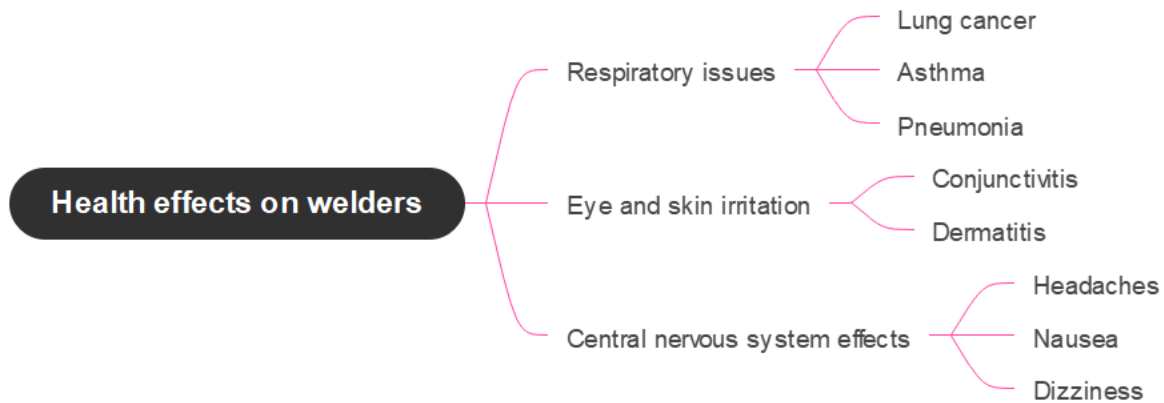 Health effects on welders
Respiratory issues
Lung cancer
Asthma
Pneumonia
Eye and skin irritation
Conjunctivitis
Dermatitis
Central nervous system effects
Headaches
Nausea
Dizziness